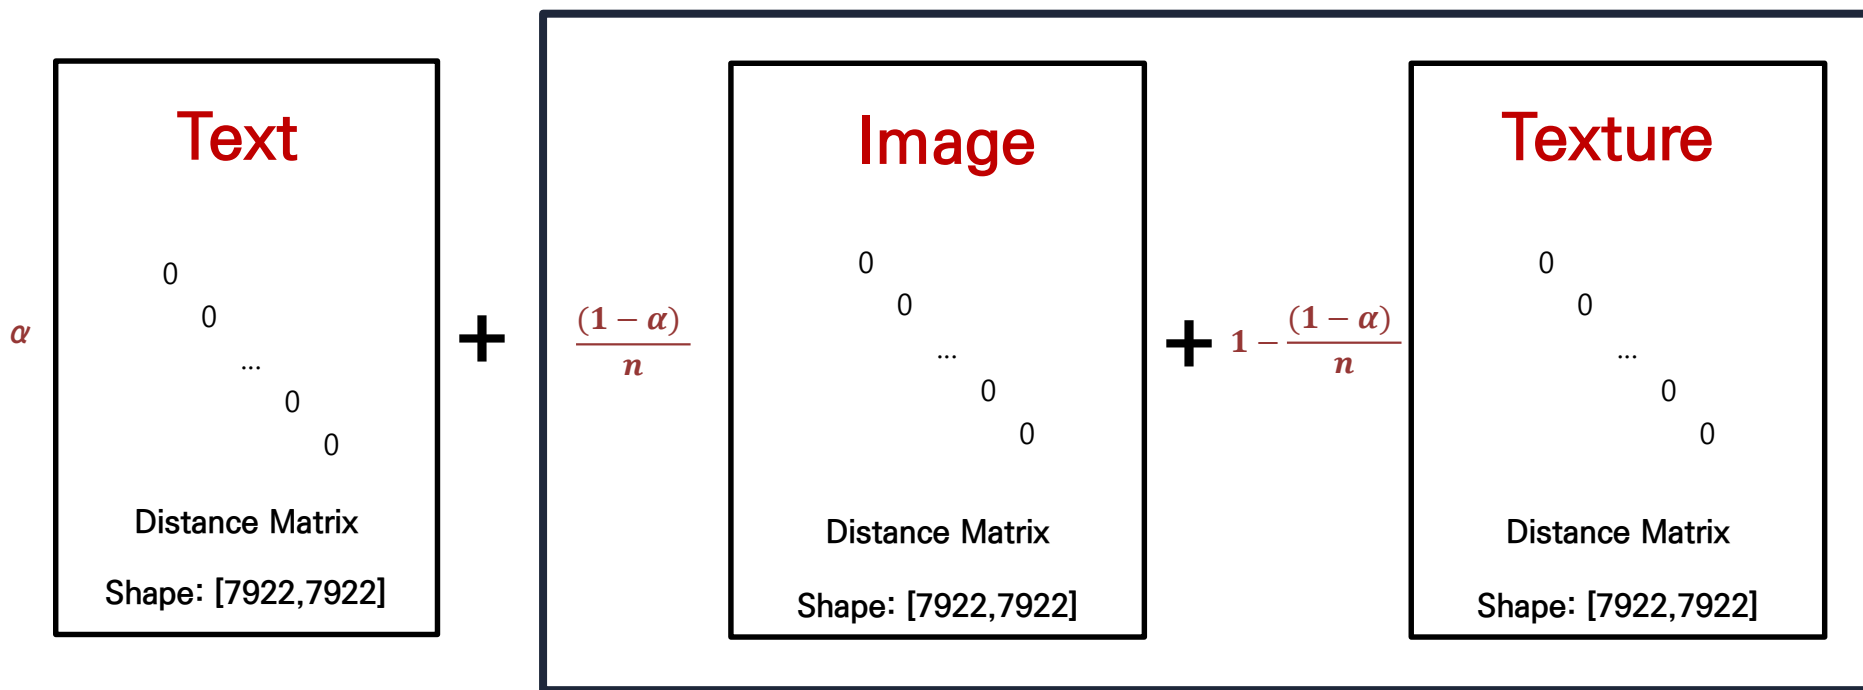 Text
0
0
...
0
0
Distance Matrix
Shape: [7922,7922]
α
+
(1 − α)
n
Image
0
0
...
0
0
Distance Matrix
Shape: [7922,7922]
+
1 − (1 − α)
n
Texture
0
0
...
0
0
Distance Matrix
Shape: [7922,7922]